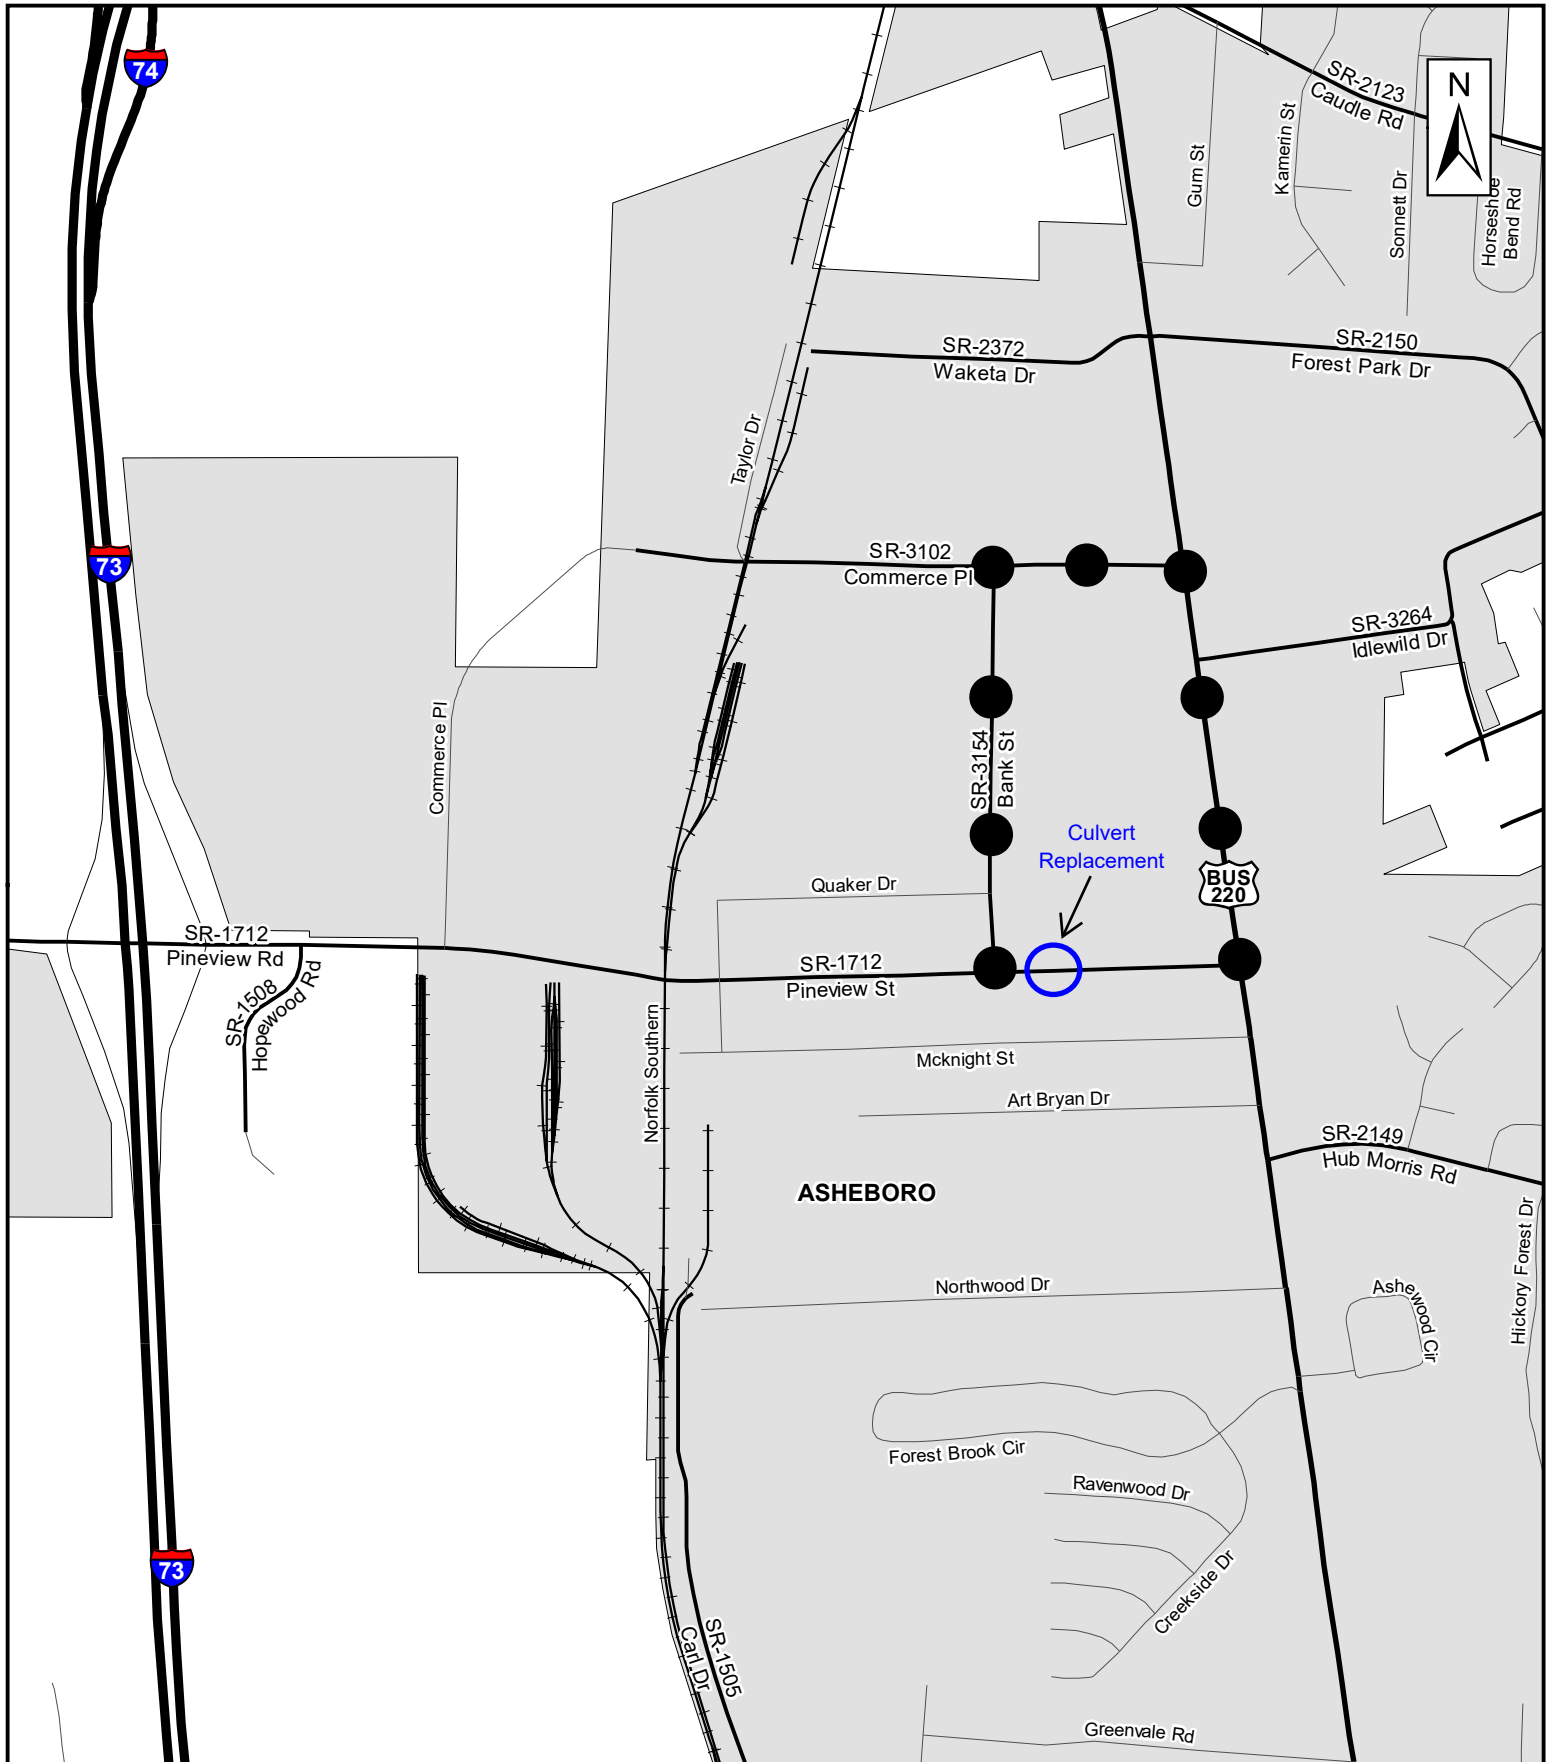 74
SR-2123
Caudle Rd
N
Kamerin St
Gum St
Sonnett Dr
Horseshoe
Bend Rd
SR-2372
Waketa Dr
SR-2150
Forest Park Dr
Taylor Dr
73
SR-3102
Commerce Pl
SR-3264
Idlewild Dr
Commerce Pl
SR-3154
Bank St
Culvert
Replacement
Quaker Dr
BUS
220
SR-1712
Pineview Rd
SR-1712
Pineview St
SR-1508
Hopewood Rd
Norfolk Southern
Mcknight St
Art Bryan Dr
SR-2149
Hub Morris Rd
ASHEBORO
Hickory Forest Dr
Northwood Dr
Ashewood Cir
Forest Brook Cir
Ravenwood Dr
73
Creekside Dr
SR-1505
Carl Dr
Greenvale Rd